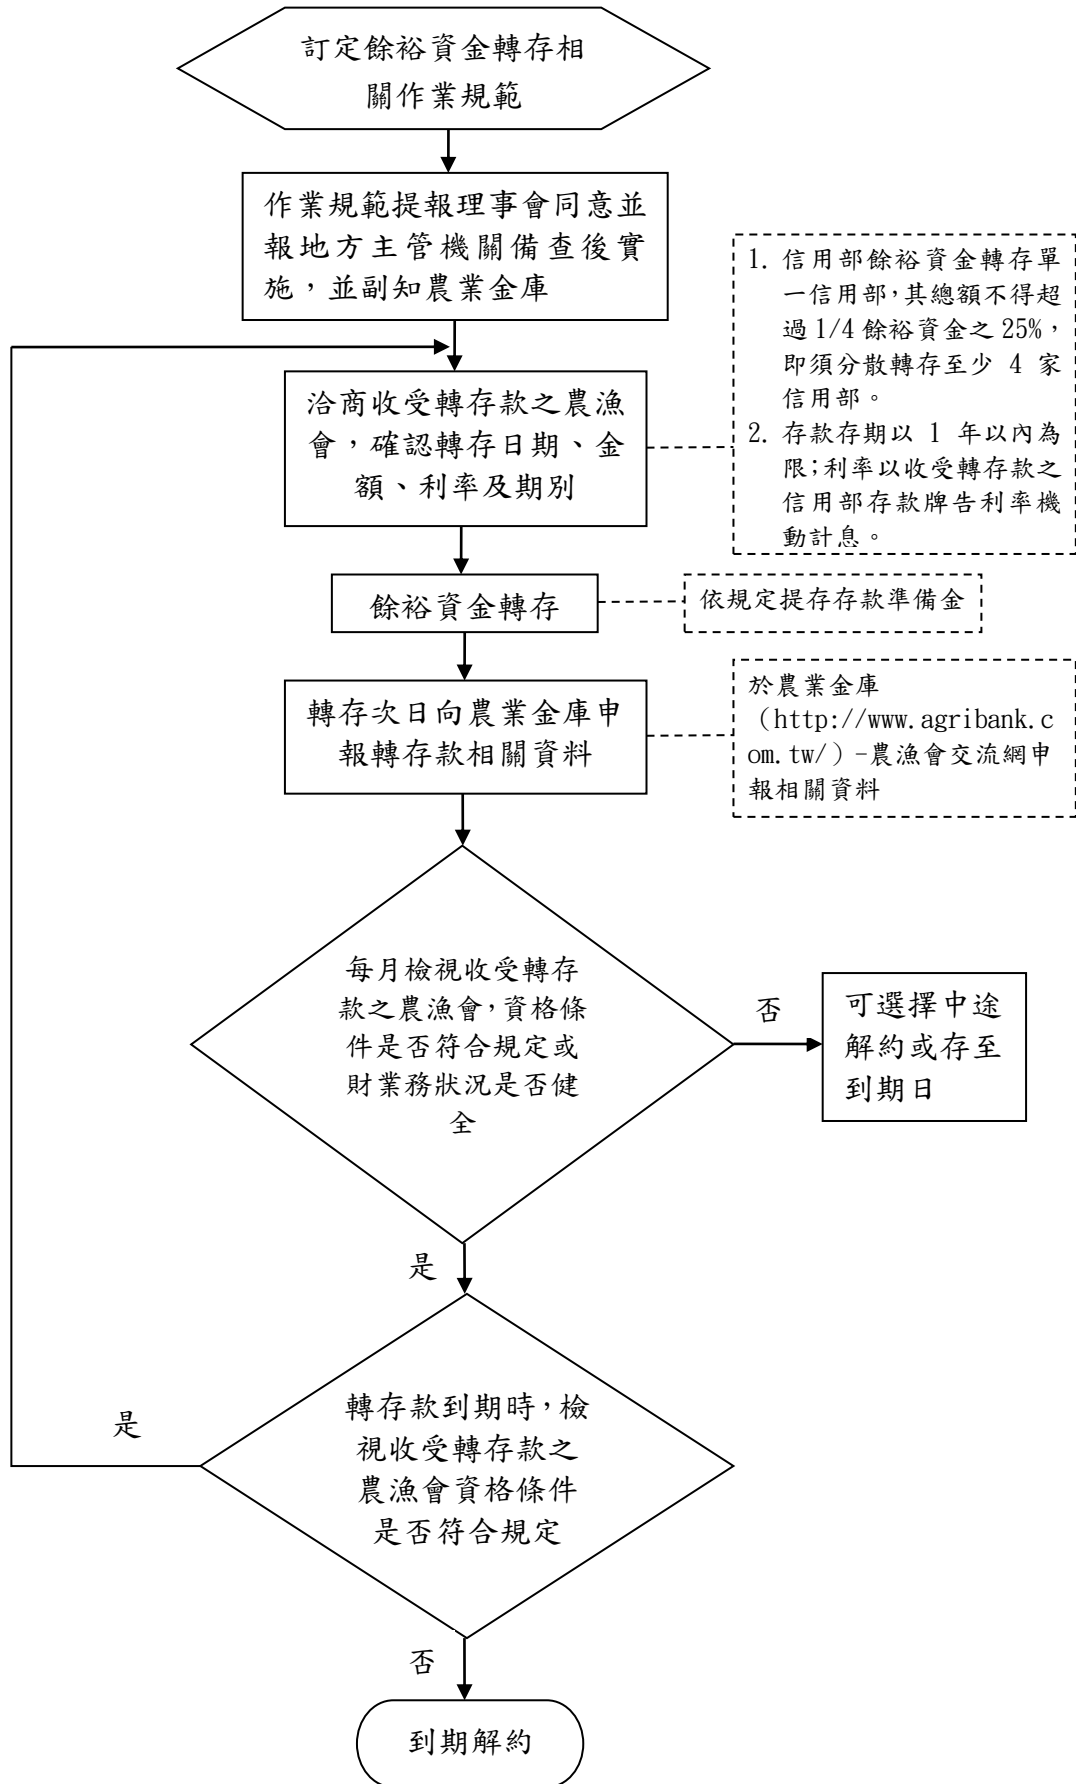 訂定餘裕資金轉存相
關作業規範
作業規範提報理事會同意並
報地方主管機關備查後實
施，並副知農業金庫
1. 信用部餘裕資金轉存單
一信用部，其總額不得超
過 1/4 餘裕資金之 25%，
即須分散轉存至少 4 家
信用部。
2. 存款存期以 1 年以內為
限；利率以收受轉存款之
信用部存款牌告利率機
動計息。
洽商收受轉存款之農漁
會，確認轉存日期、金
額、利率及期別
餘裕資金轉存
依規定提存存款準備金
轉存次日向農業金庫申
報轉存款相關資料
於農業金庫
（http://www.agribank.c
om.tw/）-農漁會交流網申
報相關資料
每月檢視收受轉存
款之農漁會，資格條
件是否符合規定或
財業務狀況是否健
全
否
可選擇中途
解約或存至
到期日
是
轉存款到期時，檢
視收受轉存款之
農漁會資格條件
是否符合規定
是
否
到期解約